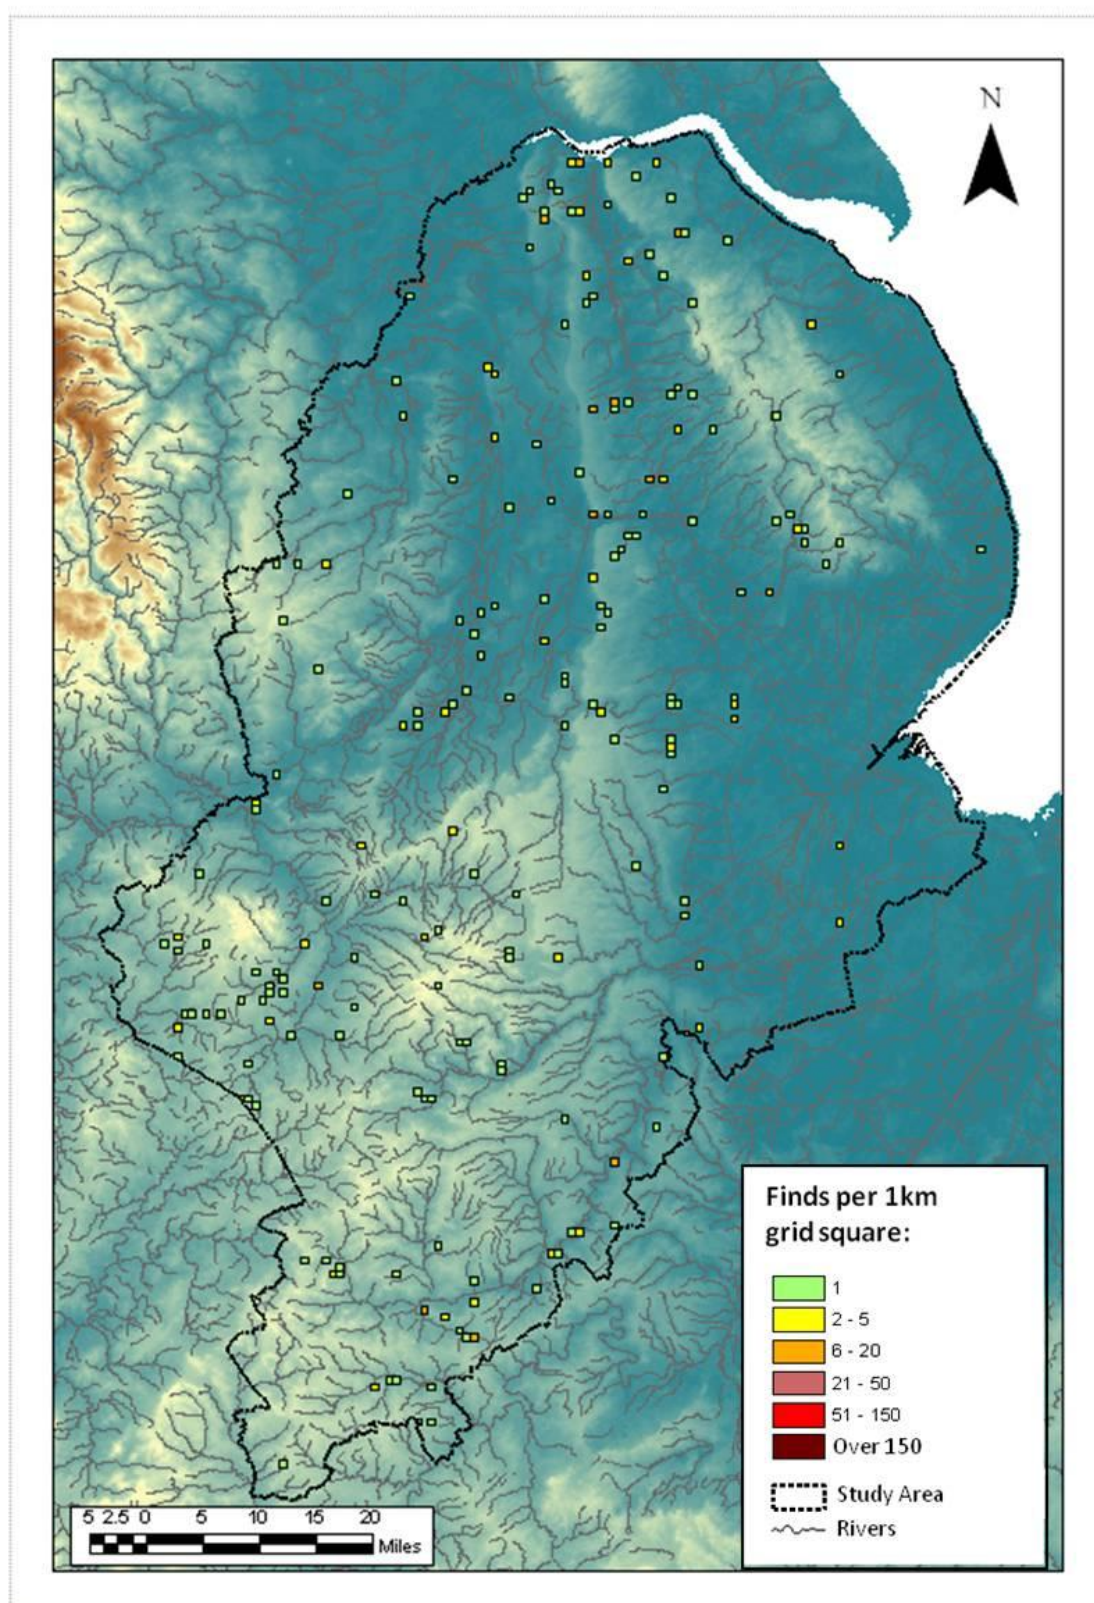 N
Finds per 1km
grid square:
1
2 - 5
6 - 20
21 - 50
51 - 150
Over 150
Study Area
Rivers
5 2.5 0 5 10 15 20
Miles